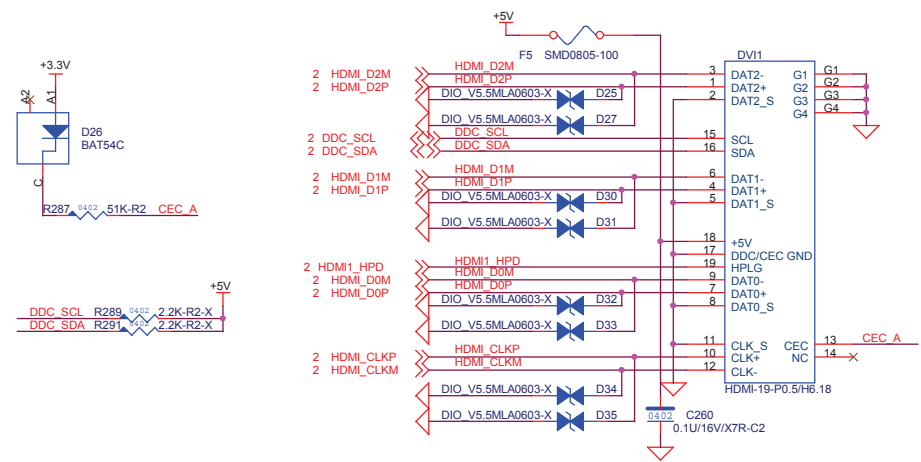 +5V
F5 SMD0805-100
DVI1
+3.3V
A2 A1
D26
BAT54C
C
R287 0402 51K-R2 CEC_A
+5V
DDC_SCL R289 0402 2.2K-R2-X
DDC_SDA R291 0402 2.2K-R2-X
2 HDMI_D2M HDMI_D2M 3 DAT2- G1 G1
2 HDMI_D2P HDMI_D2P 1 DAT2+ G2 G2
DIO_V5.5MLA0603-X D25 2 DAT2_S G3 G3
G4 G4
DIO_V5.5MLA0603-X D27
2 DDC_SCL DDC_SCL 15 SCL
2 DDC_SDA DDC_SDA 16 SDA
2 HDMI_D1M HDMI_D1M 6 DAT1-
2 HDMI_D1P HDMI_D1P 4 DAT1+
DIO_V5.5MLA0603-X D30 5 DAT1_S
DIO_V5.5MLA0603-X D31
18 +5V
17 DDC/CEC GND
2 HDMI1_HPD HDMI1_HPD 19 HPLG
2 HDMI_D0M HDMI_D0M 9 DAT0-
2 HDMI_D0P HDMI_D0P 7 DAT0+
DIO_V5.5MLA0603-X D32 8 DAT0_S
DIO_V5.5MLA0603-X D33
11 CLK_S CEC 13 CEC_A
2 HDMI_CLKP HDMI_CLKP 10 CLK+ NC 14
2 HDMI_CLKM HDMI_CLKM 12 CLK-
HDMI-19-P0.5/H6.18
DIO_V5.5MLA0603-X D34
DIO_V5.5MLA0603-X D35
0402 C260
0.1U/16V/X7R-C2